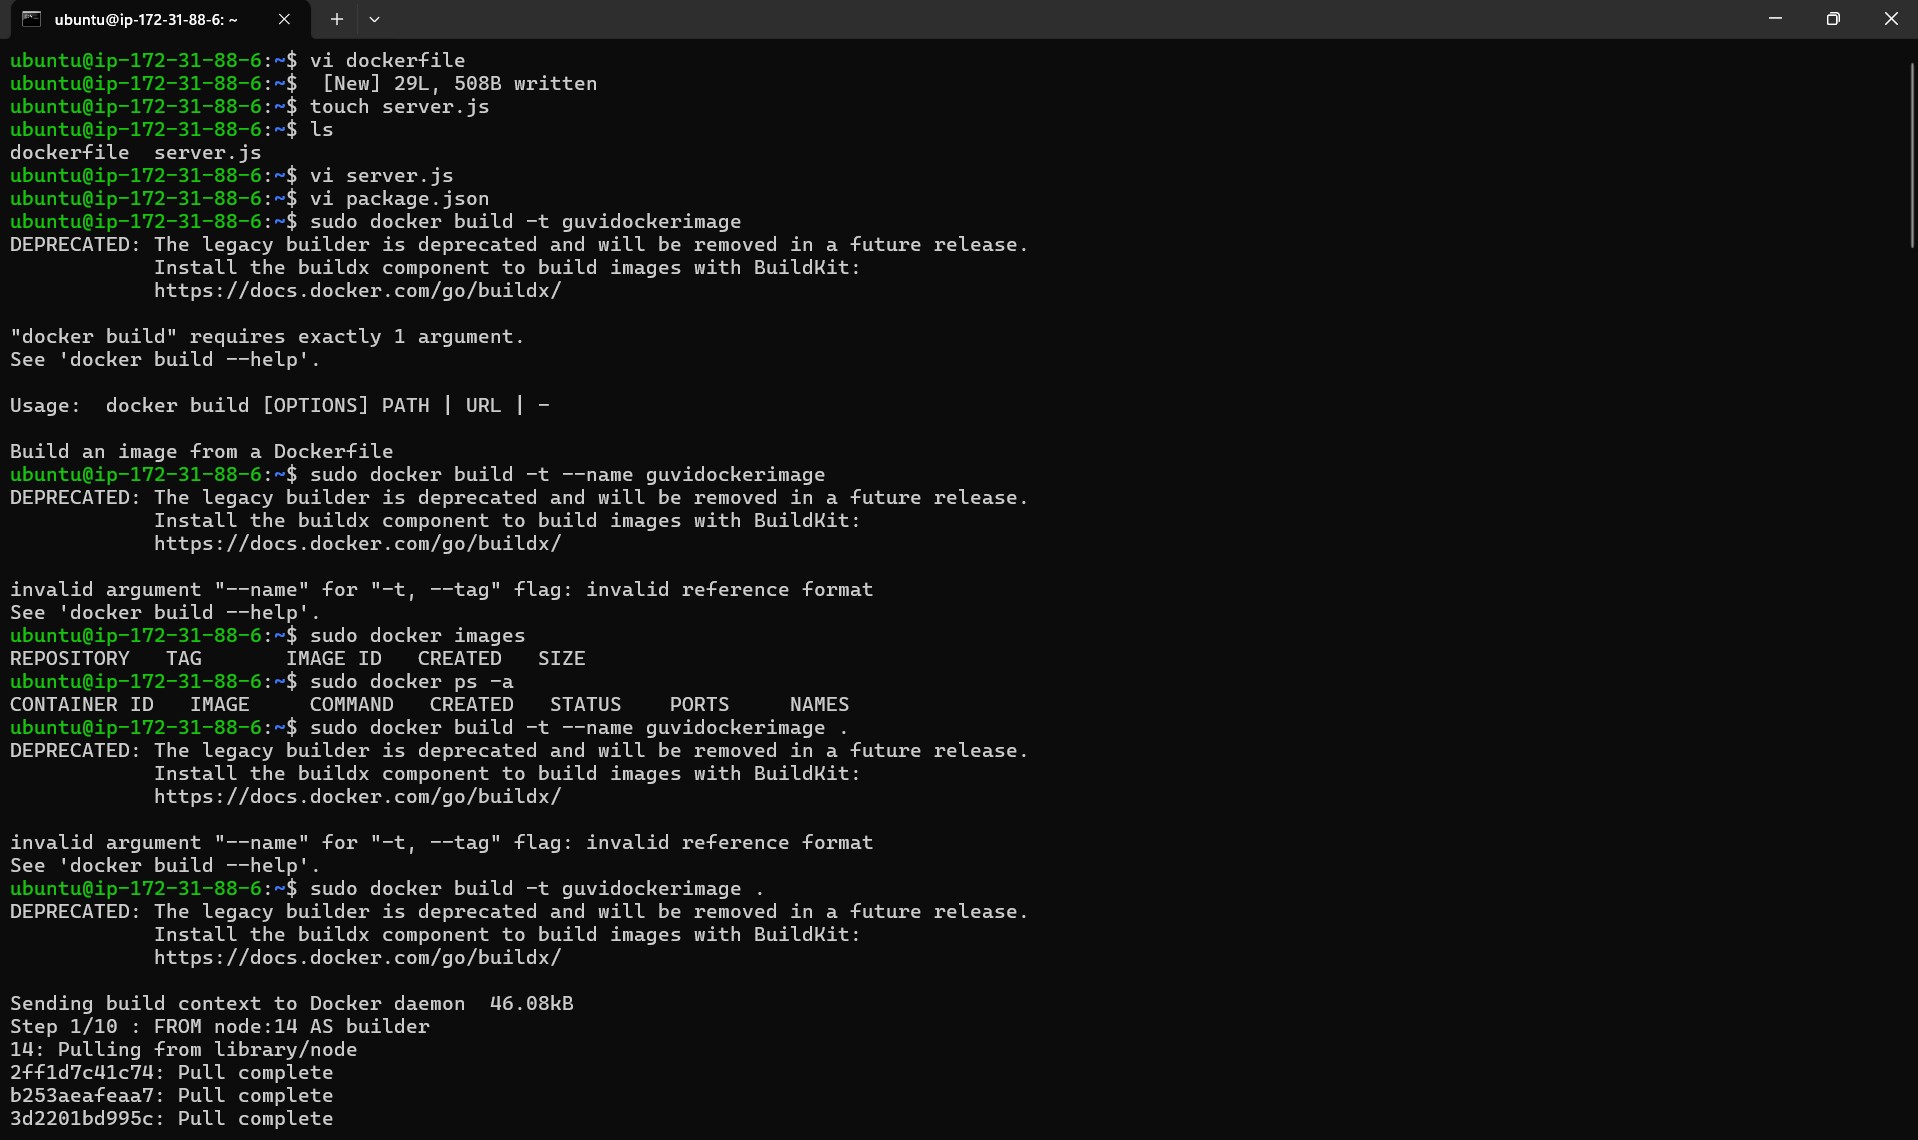 ubuntu@ip-172-31-88-6: ~
ubuntu@ip-172-31-88-6:~$ vi dockerfile
ubuntu@ip-172-31-88-6:~$  [New] 29L, 508B written
ubuntu@ip-172-31-88-6:~$ touch server.js
ubuntu@ip-172-31-88-6:~$ ls
dockerfile  server.js
ubuntu@ip-172-31-88-6:~$ vi server.js
ubuntu@ip-172-31-88-6:~$ vi package.json
ubuntu@ip-172-31-88-6:~$ sudo docker build -t guvidockerimage
DEPRECATED: The legacy builder is deprecated and will be removed in a future release.
            Install the buildx component to build images with BuildKit:
            https://docs.docker.com/go/buildx/
"docker build" requires exactly 1 argument.
See 'docker build --help'.
Usage:  docker build [OPTIONS] PATH | URL | -
Build an image from a Dockerfile
ubuntu@ip-172-31-88-6:~$ sudo docker build -t --name guvidockerimage
DEPRECATED: The legacy builder is deprecated and will be removed in a future release.
            Install the buildx component to build images with BuildKit:
            https://docs.docker.com/go/buildx/
invalid argument "--name" for "-t, --tag" flag: invalid reference format
See 'docker build --help'.
ubuntu@ip-172-31-88-6:~$ sudo docker images
REPOSITORY   TAG       IMAGE ID   CREATED   SIZE
ubuntu@ip-172-31-88-6:~$ sudo docker ps -a
CONTAINER ID   IMAGE     COMMAND   CREATED   STATUS    PORTS     NAMES
ubuntu@ip-172-31-88-6:~$ sudo docker build -t --name guvidockerimage .
DEPRECATED: The legacy builder is deprecated and will be removed in a future release.
            Install the buildx component to build images with BuildKit:
            https://docs.docker.com/go/buildx/
invalid argument "--name" for "-t, --tag" flag: invalid reference format
See 'docker build --help'.
ubuntu@ip-172-31-88-6:~$ sudo docker build -t guvidockerimage .
DEPRECATED: The legacy builder is deprecated and will be removed in a future release.
            Install the buildx component to build images with BuildKit:
            https://docs.docker.com/go/buildx/
Sending build context to Docker daemon  46.08kB
Step 1/10 : FROM node:14 AS builder
14: Pulling from library/node
2ff1d7c41c74: Pull complete
b253aeafeaa7: Pull complete
3d2201bd995c: Pull complete